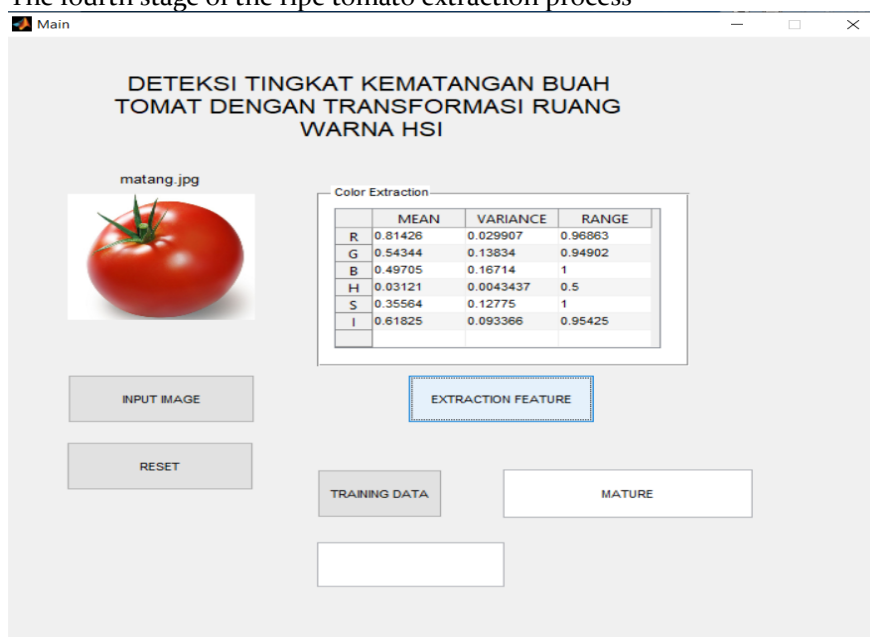 The fourth stage of the ripe tomato extraction process
Main
DETEKSI TINGKAT KEMATANGAN BUAH
TOMAT DENGAN TRANSFORMASI RUANG
WARNA HSI
matang.jpg
Color Extraction
MEAN VARIANCE RANGE
R 0.81426 0.029907 0.96863
G 0.54344 0.13834 0.94902
B 0.49705 0.16714 1
H 0.03121 0.0043437 0.5
S 0.35564 0.12775 1
I 0.61825 0.093366 0.95425
INPUT IMAGE
EXTRACTION FEATURE
RESET
TRAINING DATA
MATURE